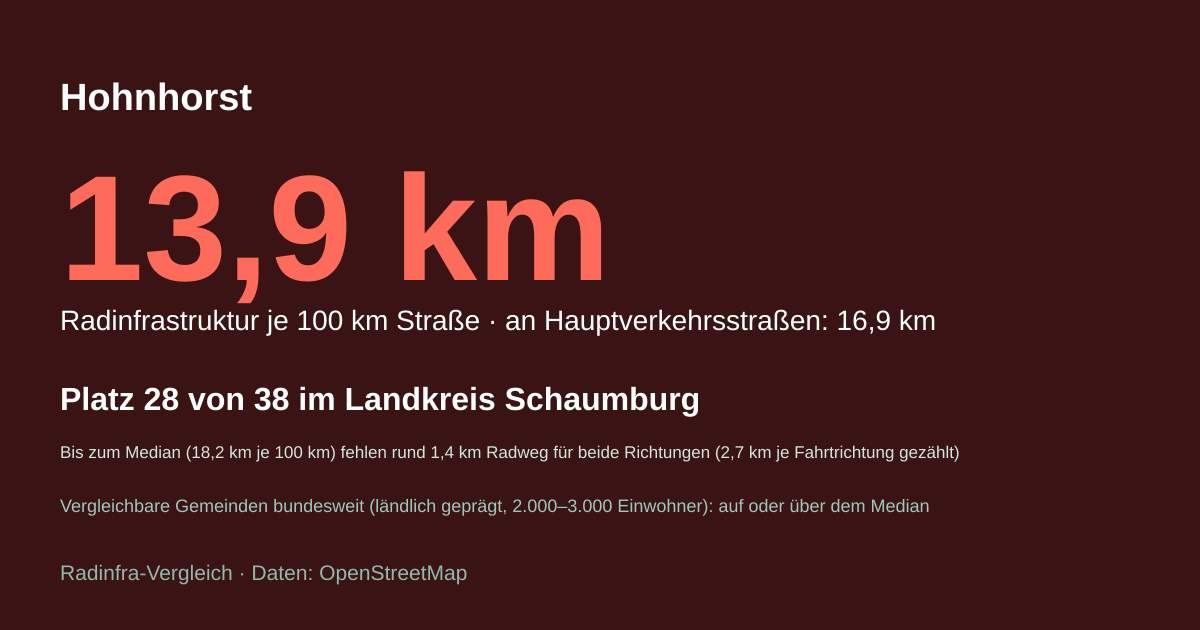 Hohnhorst
13,9 km
Radinfrastruktur je 100 km Straße · an Hauptverkehrsstraßen: 16,9 km
Platz 28 von 38 im Landkreis Schaumburg
Bis zum Median (18,2 km je 100 km) fehlen rund 1,4 km Radweg für beide Richtungen (2,7 km je Fahrtrichtung gezählt)
Vergleichbare Gemeinden bundesweit (ländlich geprägt, 2.000–3.000 Einwohner): auf oder über dem Median
Radinfra-Vergleich · Daten: OpenStreetMap